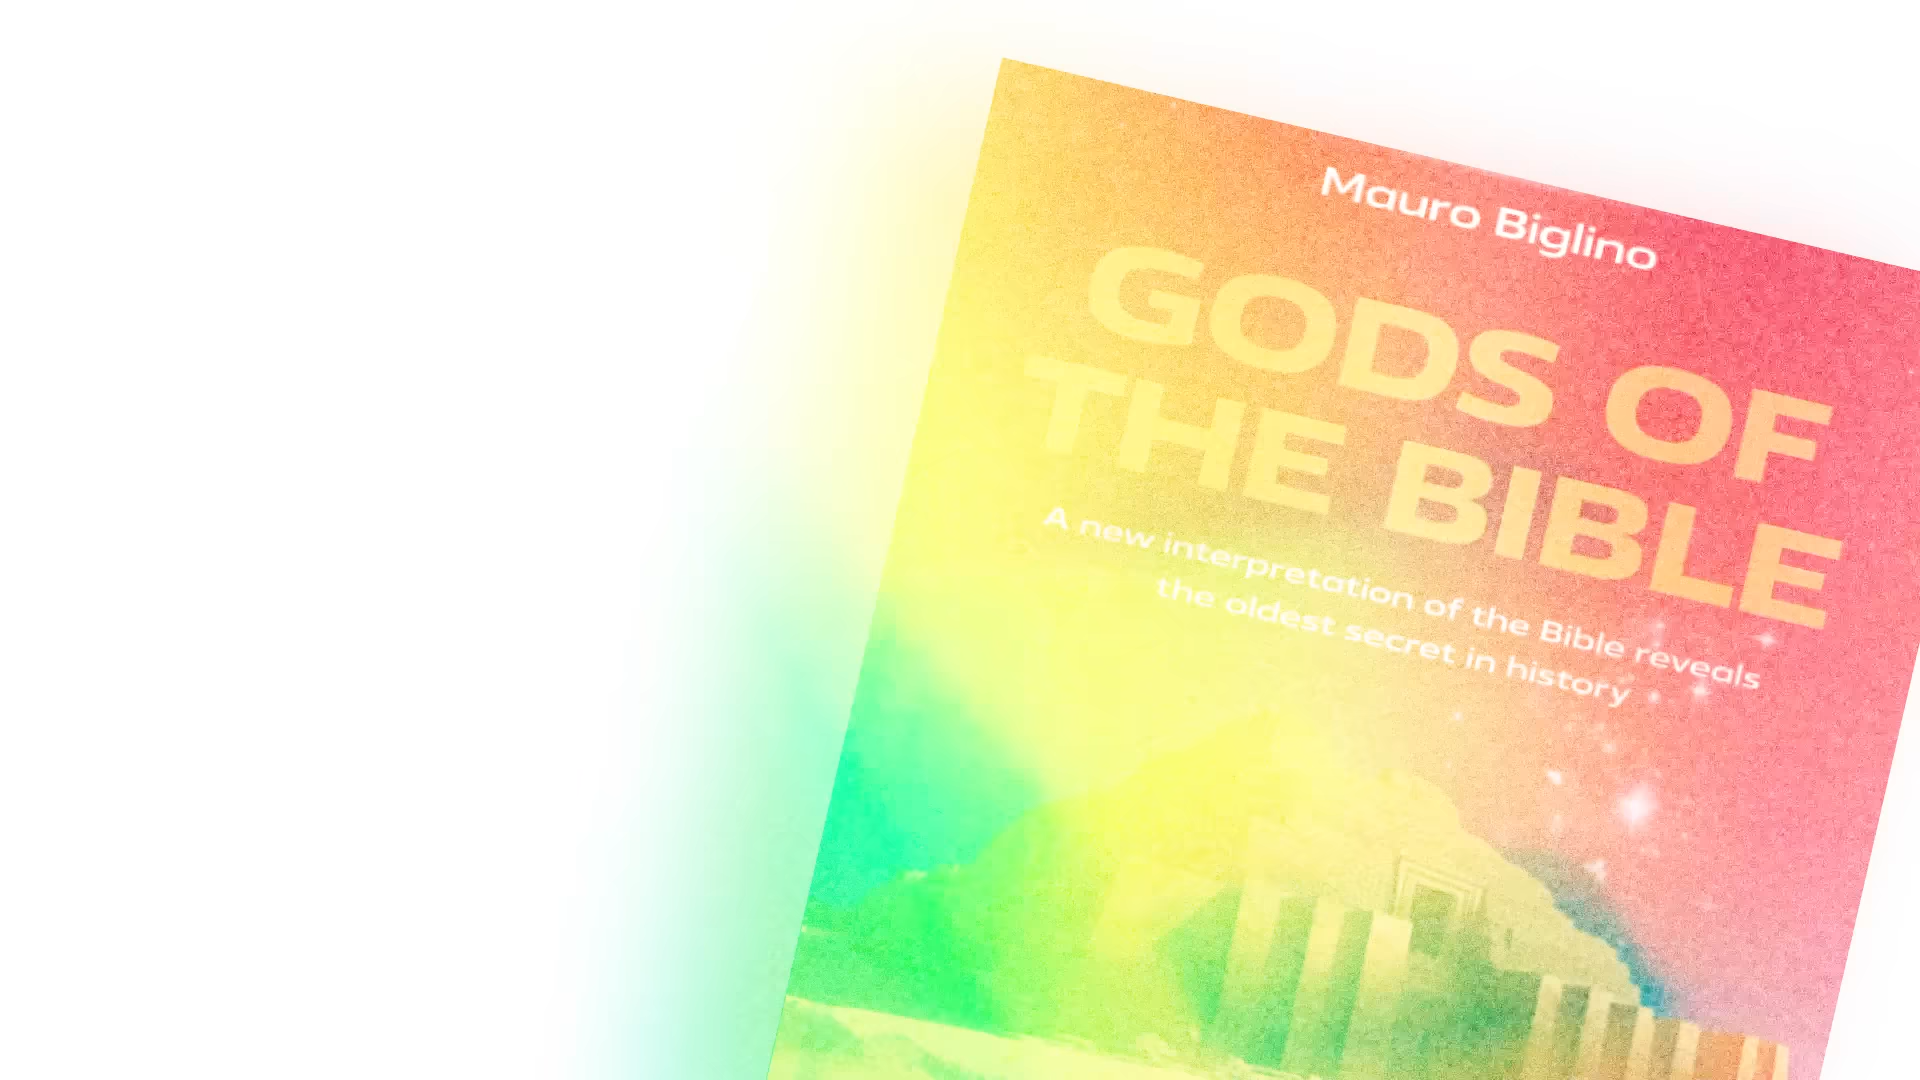 Mauro Biglino
GODS OF
THE BIBLE
A new interpretation of the Bible reveals
the oldest secret in history